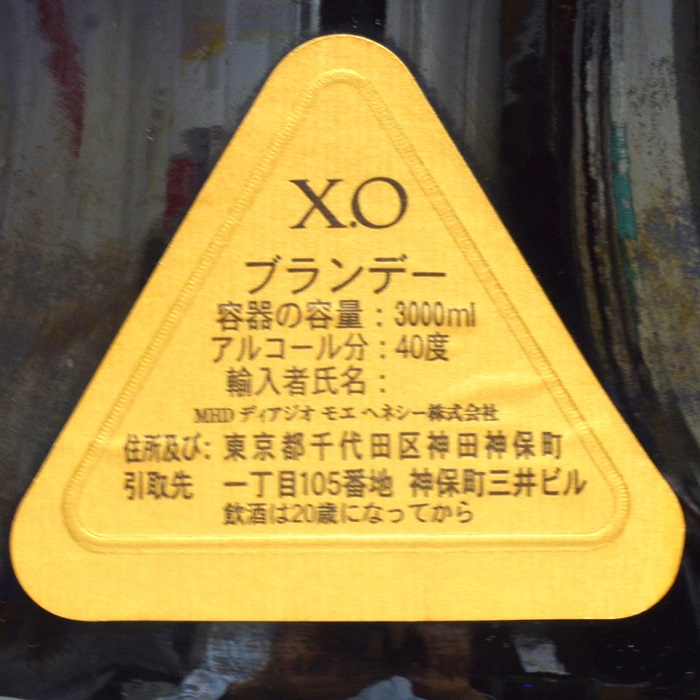 X.O
ブランデー
容器の容量：3000ml
アルコール分：40度
輸入者氏名：
MHD ディアジオ モエ ヘネシー株式会社
住所及び：東京都千代田区神田神保町
引取先　一丁目105番地 神保町三井ビル
飲酒は20歳になってから